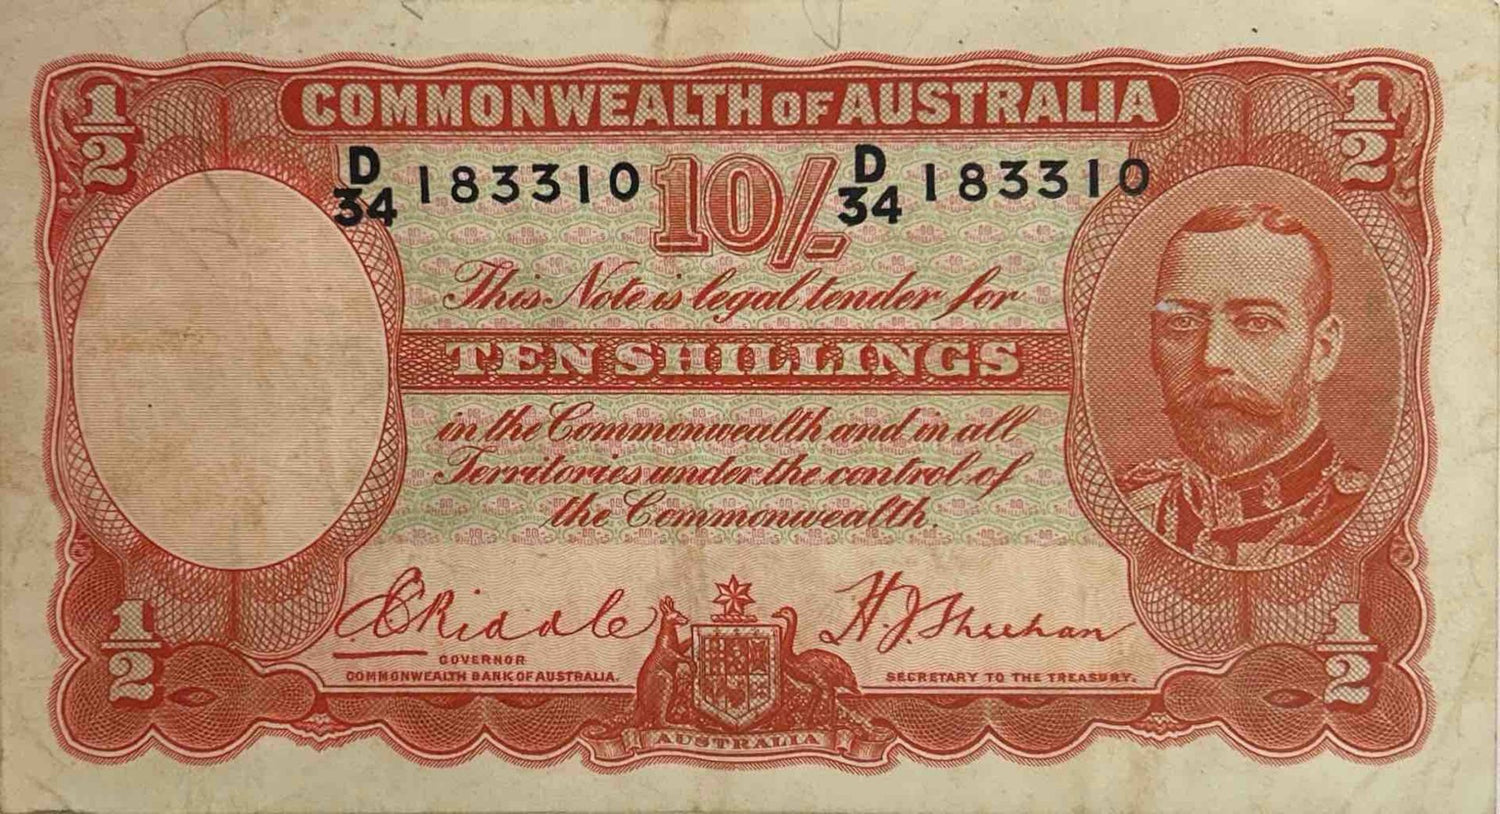 1/2 COMMONWEALTH OF AUSTRALIA 1/2
D/34 183310 10/- D/34 183310
This Note is legal tender for
TEN SHILLINGS
in the Commonwealth and in all
Territories under the control of
the Commonwealth.
E C Riddle H.J. Sheehan
1/2 1/2
GOVERNOR
COMMONWEALTH BANK OF AUSTRALIA. SECRETARY TO THE TREASURY.
AUSTRALIA